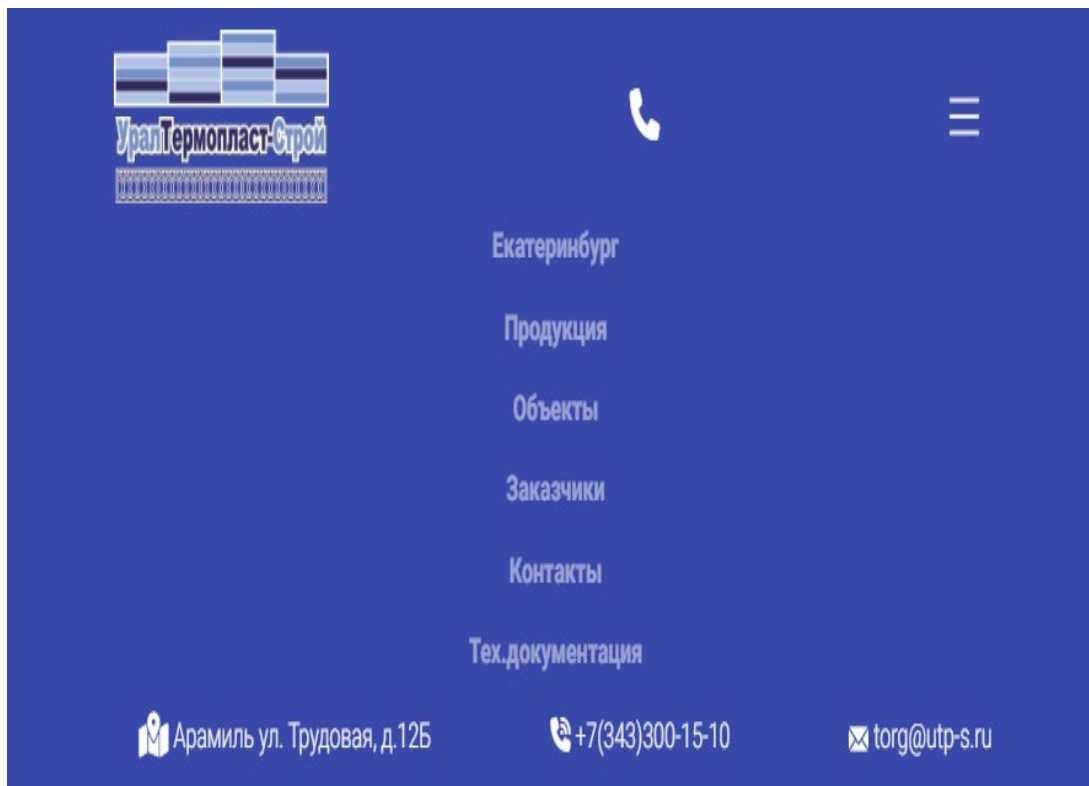 УралТермопласт-Строй
Екатеринбург
Продукция
Объекты
Заказчики
Контакты
Тех.документация
Арамиль ул. Трудовая, д.12Б
+7(343)300-15-10
torg@utp-s.ru